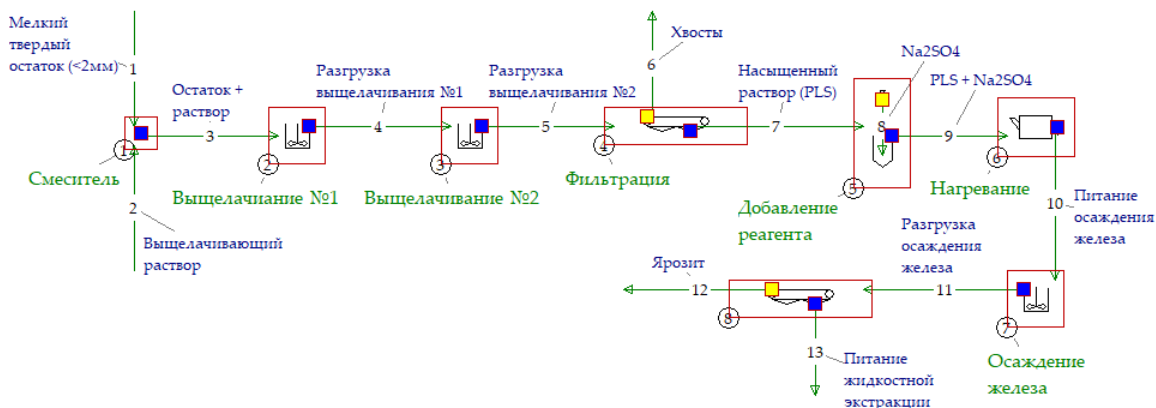 Мелкий
твердый
остаток (<2мм)
1
Остаток +
раствор
3
1
Смеситель
2
Выщелачивающий
раствор
2
Выщелачиание №1
Разгрузка
выщелачивания №1
4
3
Выщелачивание №2
Разгрузка
выщелачивания №2
5
Хвосты
6
4
Фильтрация
Насыщенный
раствор (PLS)
7
Na2SO4
8
5
Добавление
реагента
PLS + Na2SO4
9
6
Нагревание
10
Питание
осаждения
железа
7
Осаждение
железа
Разгрузка
осаждения
железа
11
8
Ярозит
12
13
Питание
жидкостной
экстракции